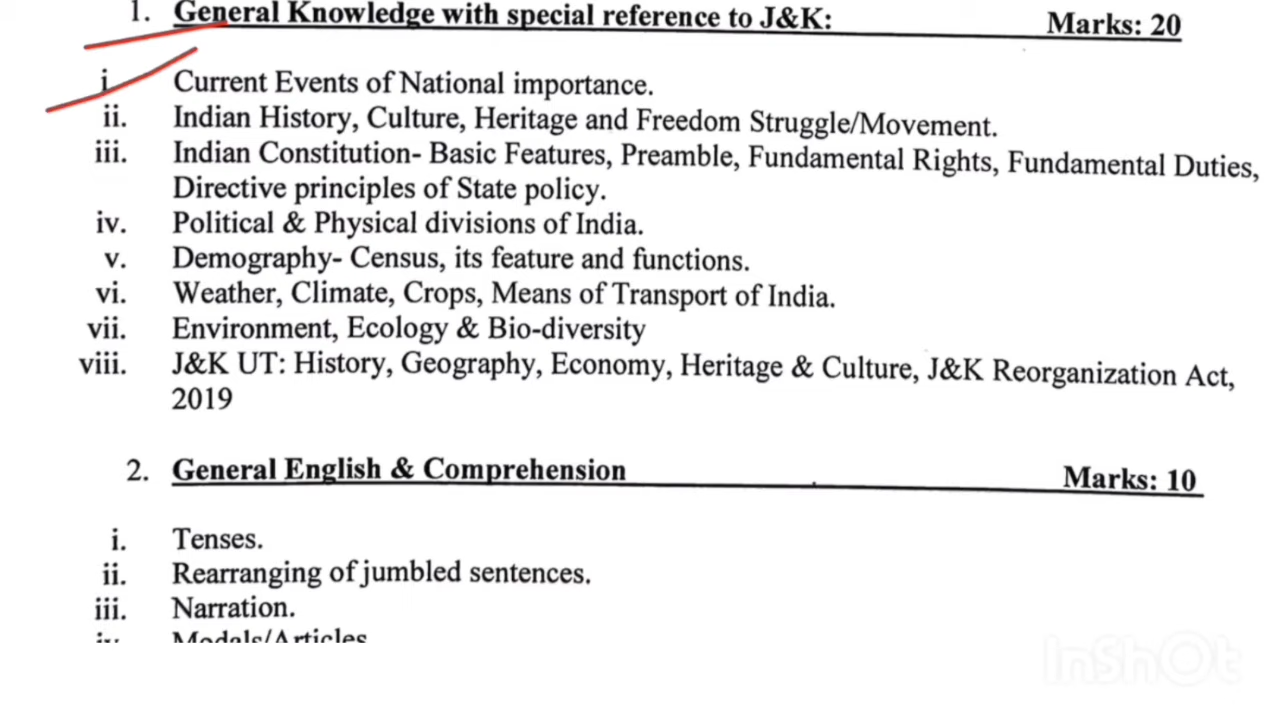 1. General Knowledge with special reference to J&K: Marks: 20
i. Current Events of National importance.
ii. Indian History, Culture, Heritage and Freedom Struggle/Movement.
iii. Indian Constitution- Basic Features, Preamble, Fundamental Rights, Fundamental Duties,
Directive principles of State policy.
iv. Political & Physical divisions of India.
v. Demography- Census, its feature and functions.
vi. Weather, Climate, Crops, Means of Transport of India.
vii. Environment, Ecology & Bio-diversity
viii. J&K UT: History, Geography, Economy, Heritage & Culture, J&K Reorganization Act,
2019
2. General English & Comprehension Marks: 10
i. Tenses.
ii. Rearranging of jumbled sentences.
iii. Narration.
iv. Modals/Articles
InShOt